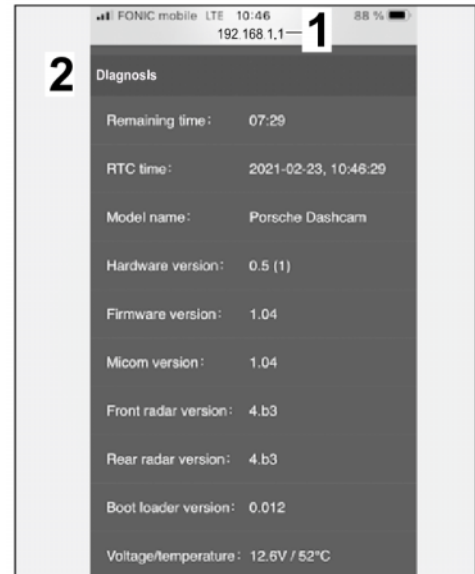 FONIC mobile LTE 10:46 88 %
192.168.1.1 1
2 Diagnosis
Remaining time: 07:29
RTC time: 2021-02-23, 10:46:29
Model name: Porsche Dashcam
Hardware version: 0.5 (1)
Firmware version: 1.04
Micom version: 1.04
Front radar version: 4.b3
Rear radar version: 4.b3
Boot loader version: 0.012
Voltage/temperature: 12.6V / 52°C